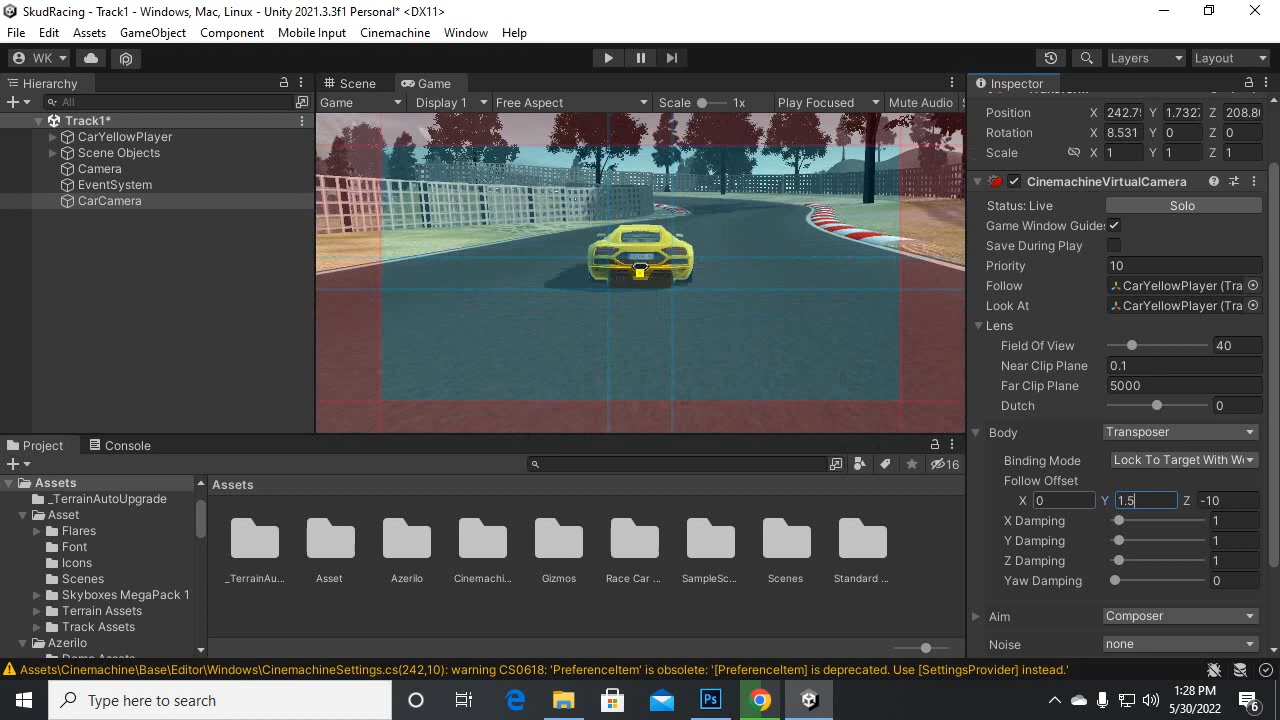 SkudRacing - Track1 - Windows, Mac, Linux - Unity 2021.3.3f1 Personal* <DX11>
File Edit Assets GameObject Component Mobile Input Cinemachine Window Help
WK Layers Layout
Hierarchy
All
Track1*
CarYellowPlayer
Scene Objects
Camera
EventSystem
CarCamera
Scene Game
Game Display 1 Free Aspect Scale 1x Play Focused Mute Audio S
Inspector
Position X 242.7 Y 1.732 Z 208.8
Rotation X 8.531 Y 0 Z 0
Scale X 1 Y 1 Z 1
CinemachineVirtualCamera
Status: Live Solo
Game Window Guides
Save During Play
Priority 10
Follow CarYellowPlayer (Tra
Look At CarYellowPlayer (Tra
Lens
Field Of View 40
Near Clip Plane 0.1
Far Clip Plane 5000
Dutch 0
Body Transposer
Binding Mode Lock To Target With W
Follow Offset
X 0 Y 1.5 Z -10
X Damping 1
Y Damping 1
Z Damping 1
Yaw Damping 0
Aim Composer
Noise none
Project Console
16
Assets
_TerrainAutoUpgrade
Asset
Flares
Font
Icons
Scenes
Skyboxes MegaPack 1
Terrain Assets
Track Assets
Azerilo
Assets
_TerrainAu... Asset Azerilo Cinemachi... Gizmos Race Car ... SampleSc... Scenes Standard ...
Assets\Cinemachine\Base\Editor\Windows\CinemachineSettings.cs(242,10): warning CS0618: 'PreferenceItem' is obsolete: '[PreferenceItem] is deprecated. Use [SettingsProvider] instead.'
Type here to search
Ps
1:28 PM
5/30/2022
6